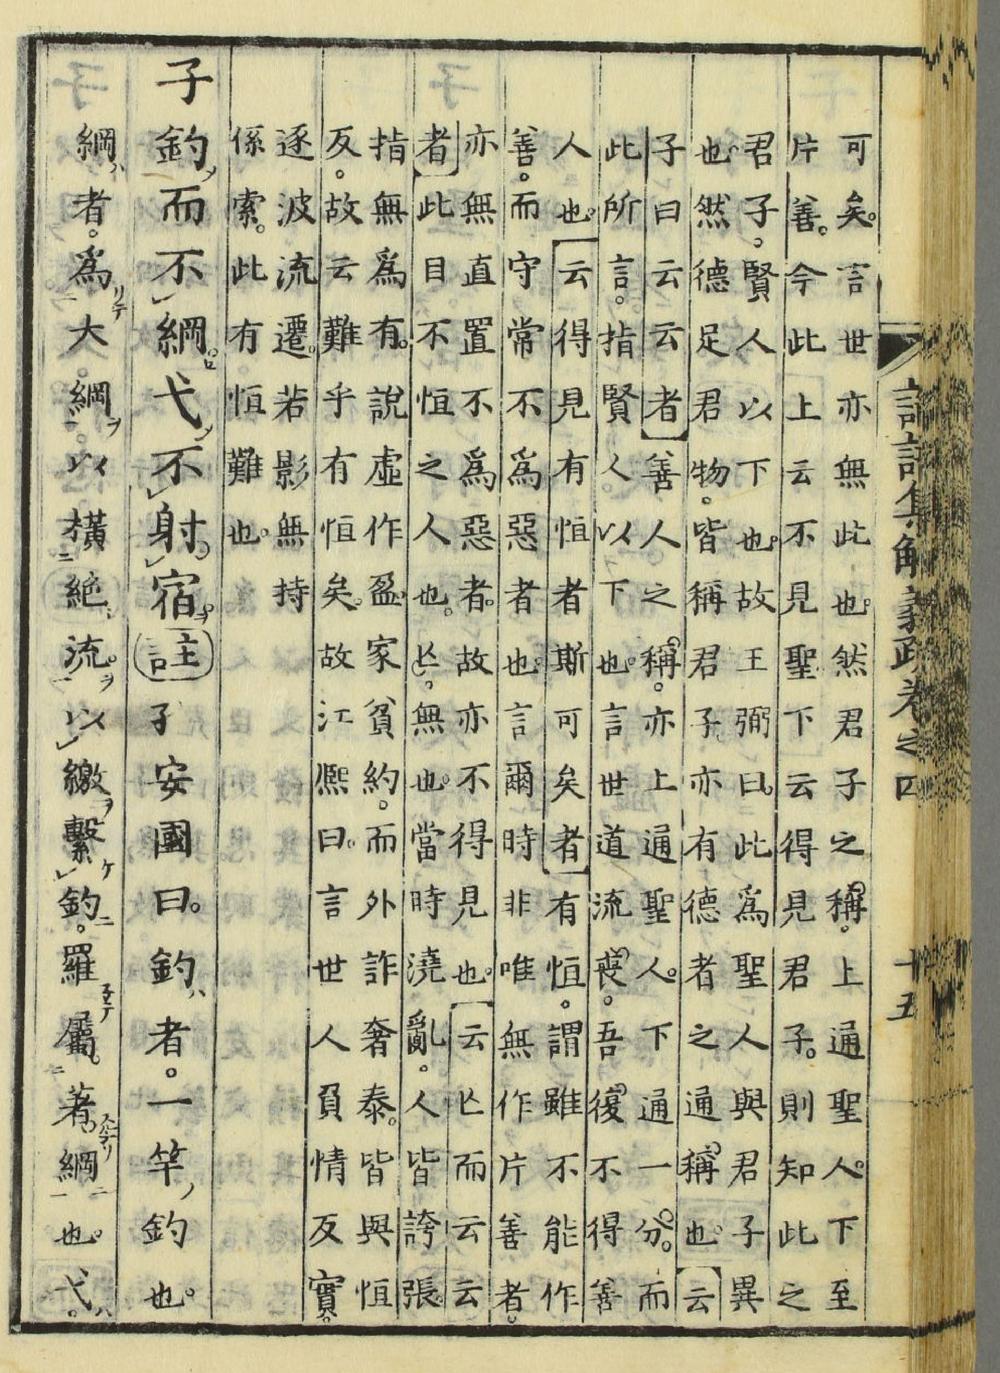 論語集解義疏卷之四　十五
可矣。言世亦無此也。然君子之稱。上通聖人。下至
片善。今此上云不見聖下云得見君子。則知此之
君子。賢人以下也。故王弼曰。此爲聖人與君子異
也。然德足君物。皆稱君子亦有德者之通稱也。【云
子曰云云者】善人之稱。亦上通聖人。下通一分。而
此所言。指賢人以下也。言世道流喪。吾復不得善
人也。【云得見有恒者斯可矣者】有恒。謂雖不能作
善。而守常不爲惡者也。言爾時非唯無作片善者。
亦無直置不爲惡者。故亦不得見也。【云亡而云云
者】此目不恒之人也。亡。無也。當時澆亂。人皆誇張。
指無爲有。說虛作盈家貧約。而外詐奢泰。皆與恒
反。故云難乎有恒矣。故江熈曰。言世人負情反實。
逐波流遷。若影無持
係索。此有恒難也。
子釣而不綱。弋不射宿註子安國曰。釣者。一竿釣也。
綱者。爲大綱。以橫絕流。以繳繫釣。羅屬。著綱也。弋。